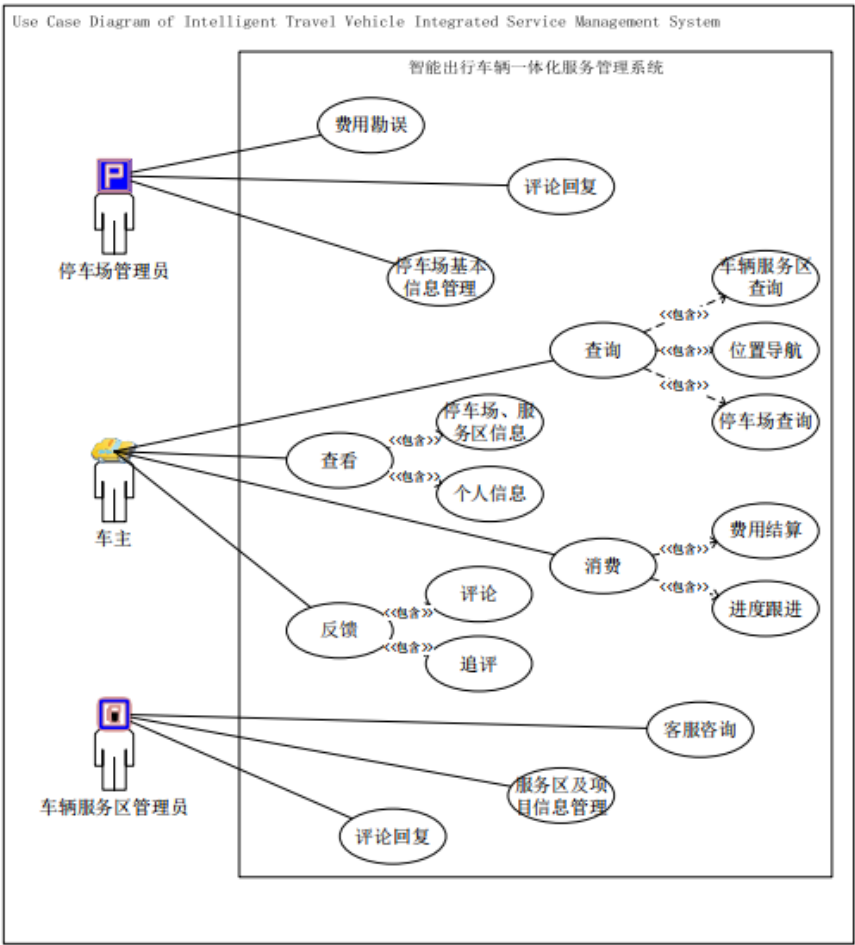 Use Case Diagram of Intelligent Travel Vehicle Integrated Service Management System
智能出行车辆一体化服务管理系统
费用勘误
评论回复
停车场管理员
停车场基本
信息管理
车辆服务区
查询
<<包含>>
查询
<<包含>>
位置导航
<<包含>>
停车场查询
停车场、服
务区信息
<<包含>>
查看
<<包含>>
个人信息
车主
费用结算
<<包含>>
消费
<<包含>>
进度跟进
评论
<<包含>>
反馈
<<包含>>
追评
客服咨询
车辆服务区管理员
服务区及项
目信息管理
评论回复